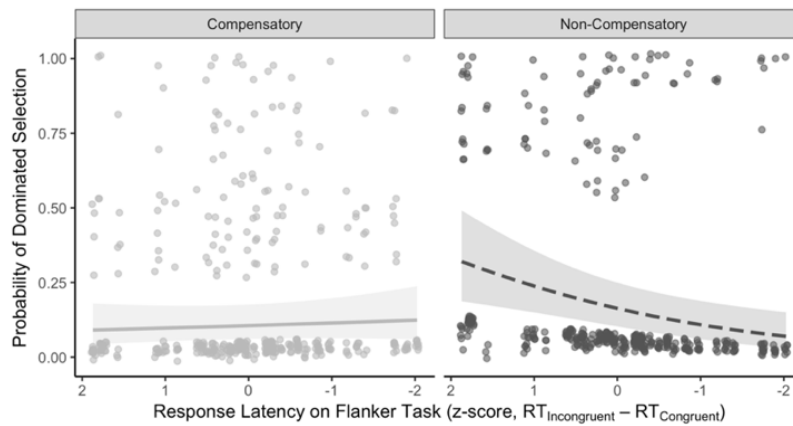 Compensatory
Non-Compensatory
Probability of Dominated Selection
1.00
0.75
0.50
0.25
0.00
2 1 0 -1 -2 2 1 0 -1 -2
Response Latency on Flanker Task (z-score, RTIncongruent – RTCongruent)